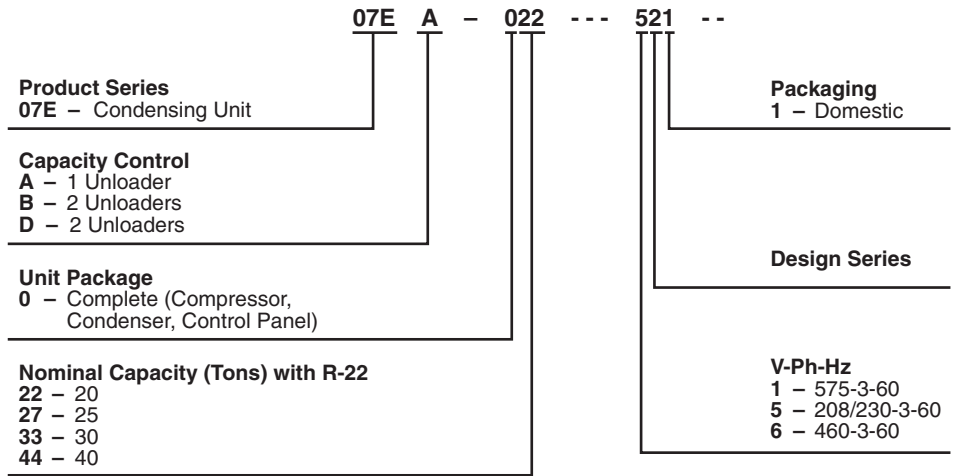 07E A – 022 - - - 521 - -
Product Series
07E – Condensing Unit
Capacity Control
A – 1 Unloader
B – 2 Unloaders
D – 2 Unloaders
Unit Package
0 – Complete (Compressor,
Condenser, Control Panel)
Nominal Capacity (Tons) with R-22
22 – 20
27 – 25
33 – 30
44 – 40
Packaging
1 – Domestic
Design Series
V-Ph-Hz
1 – 575-3-60
5 – 208/230-3-60
6 – 460-3-60